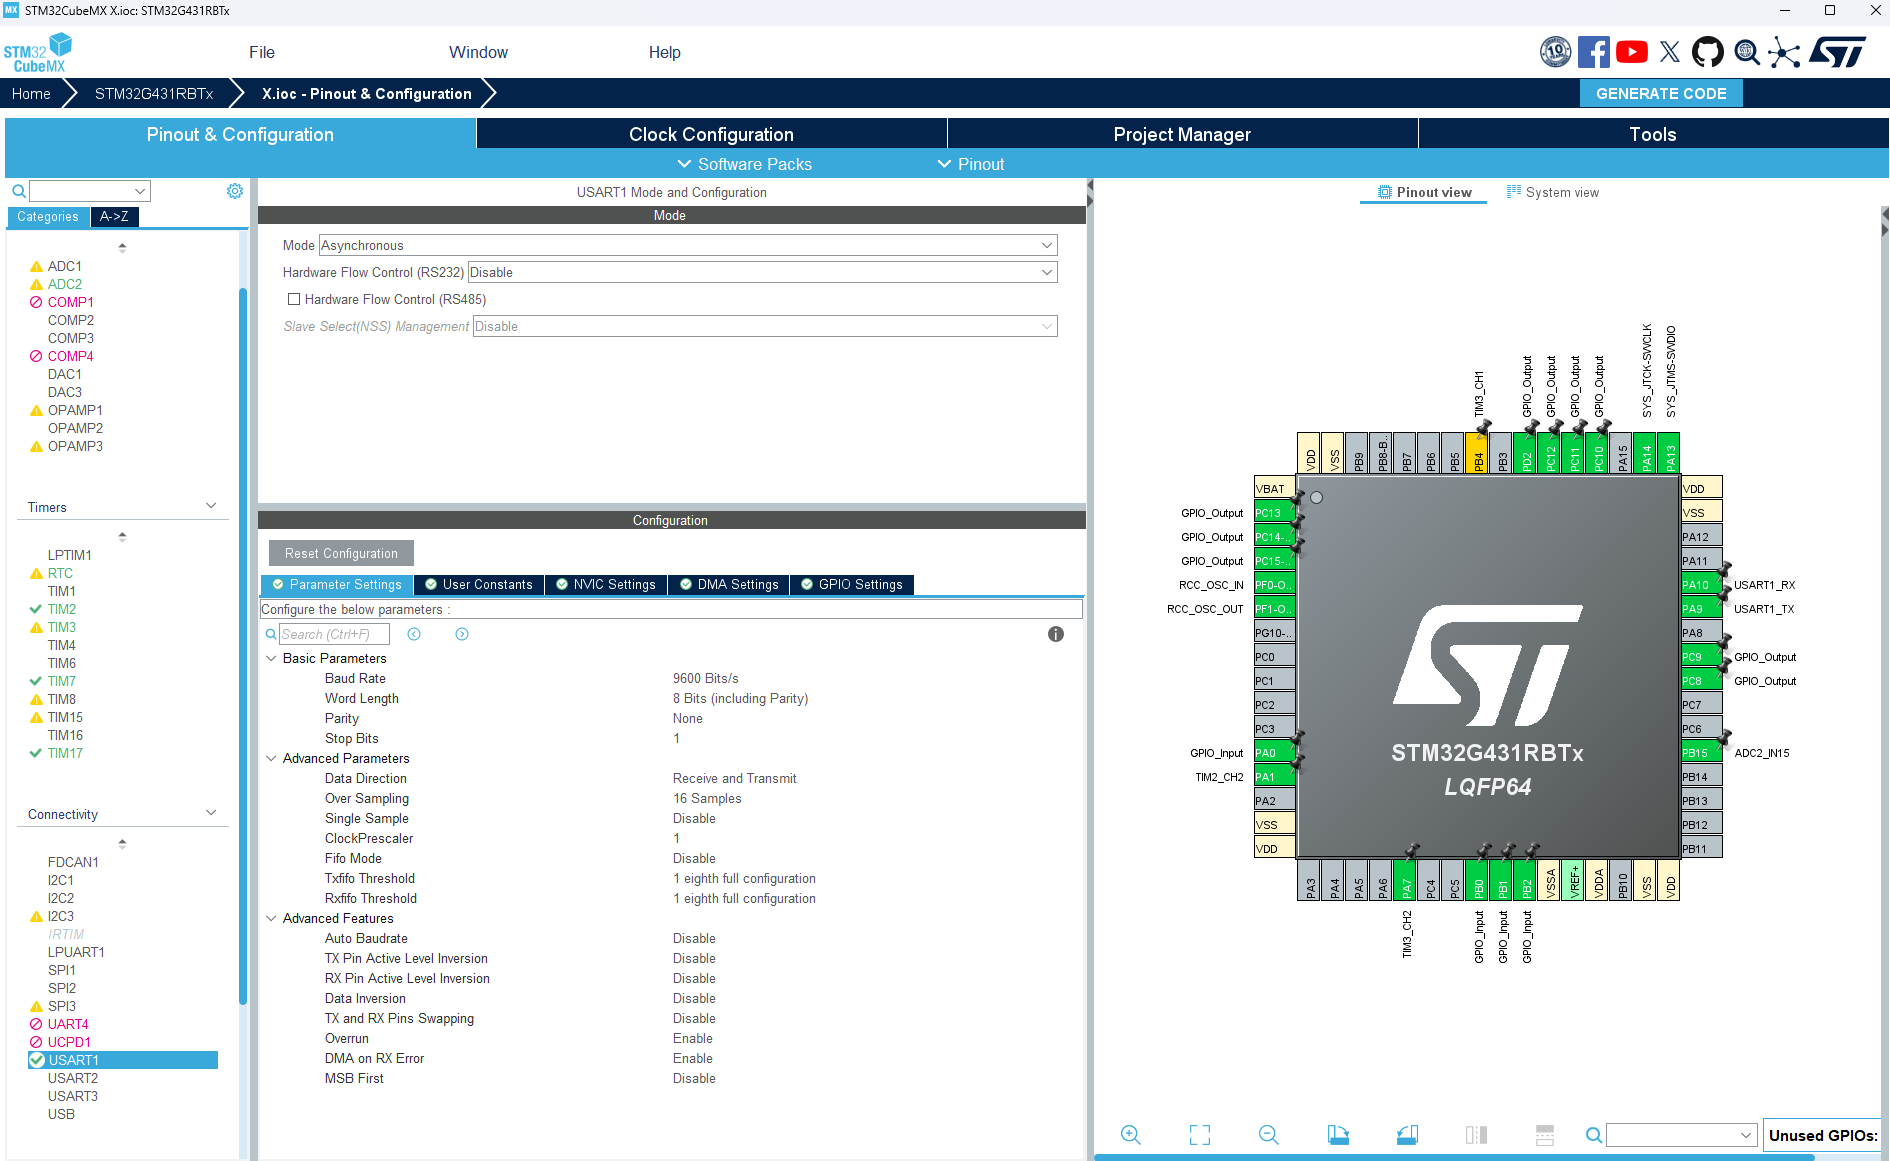 STM32CubeMX X.ioc: STM32G431RBTx
STM32 CubeMX
File
Window
Help
Home
STM32G431RBTx
X.ioc - Pinout & Configuration
GENERATE CODE
Pinout & Configuration
Clock Configuration
Project Manager
Tools
Software Packs
Pinout
Categories
A->Z
ADC1
ADC2
COMP1
COMP2
COMP3
COMP4
DAC1
DAC3
OPAMP1
OPAMP2
OPAMP3
Timers
LPTIM1
RTC
TIM1
TIM2
TIM3
TIM4
TIM6
TIM7
TIM8
TIM15
TIM16
TIM17
Connectivity
FDCAN1
I2C1
I2C2
I2C3
IRTIM
LPUART1
SPI1
SPI2
SPI3
UART4
UCPD1
USART1
USART2
USART3
USB
USART1 Mode and Configuration
Mode
Mode Asynchronous
Hardware Flow Control (RS232) Disable
Hardware Flow Control (RS485)
Slave Select(NSS) Management Disable
Configuration
Reset Configuration
Parameter Settings
User Constants
NVIC Settings
DMA Settings
GPIO Settings
Configure the below parameters :
Search (Ctrl+F)
Basic Parameters
Baud Rate 9600 Bits/s
Word Length 8 Bits (including Parity)
Parity None
Stop Bits 1
Advanced Parameters
Data Direction Receive and Transmit
Over Sampling 16 Samples
Single Sample Disable
ClockPrescaler 1
Fifo Mode Disable
Txfifo Threshold 1 eighth full configuration
Rxfifo Threshold 1 eighth full configuration
Advanced Features
Auto Baudrate Disable
TX Pin Active Level Inversion Disable
RX Pin Active Level Inversion Disable
Data Inversion Disable
TX and RX Pins Swapping Disable
Overrun Enable
DMA on RX Error Enable
MSB First Disable
Pinout view
System view
TIM3_CH1
GPIO_Output
GPIO_Output
GPIO_Output
GPIO_Output
SYS_JTCK-SWCLK
SYS_JTMS-SWDIO
VDD
VSS
PB9
PB8-B..
PB7
PB6
PB5
PB4
PB3
PD2
PC12
PC11
PC10
PA15
PA14
PA13
VBAT
GPIO_Output PC13
GPIO_Output PC14-..
GPIO_Output PC15-..
RCC_OSC_IN PF0-O..
RCC_OSC_OUT PF1-O..
PG10-..
PC0
PC1
PC2
PC3
GPIO_Input PA0
TIM2_CH2 PA1
PA2
VSS
VDD
VDD
VSS
PA12
PA11
PA10 USART1_RX
PA9 USART1_TX
PA8
PC9 GPIO_Output
PC8 GPIO_Output
PC7
PC6
PB15 ADC2_IN15
PB14
PB13
PB12
PB11
STM32G431RBTx
LQFP64
PA3
PA4
PA5
PA6
PA7
PC4
PC5
PB0
PB1
PB2
VSSA
VREF+
VDDA
PB10
VSS
VDD
TIM3_CH2
GPIO_Input
GPIO_Input
GPIO_Input
Unused GPIOs: